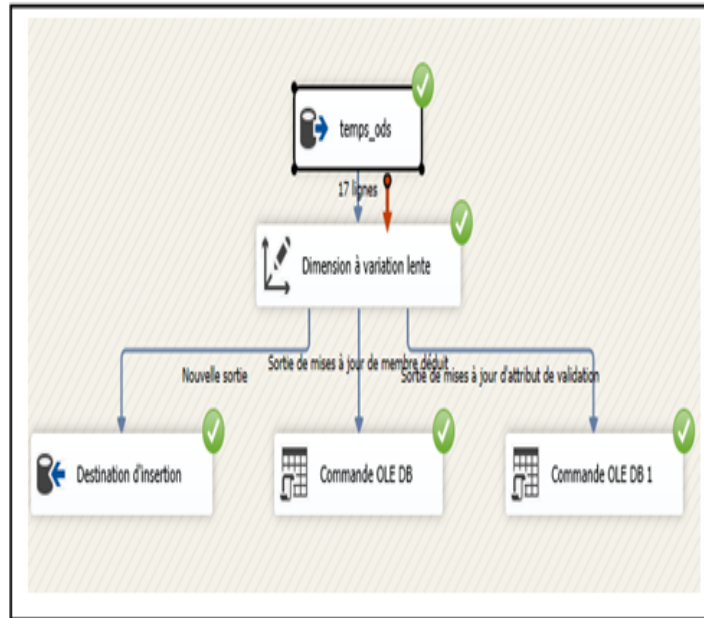 temps_ods
17 lignes
Dimension à variation lente
Nouvelle sortie
Sortie de mises à jour de membre déduit
Sortie de mises à jour d'attribut de validation
Destination d'insertion
Commande OLE DB
Commande OLE DB 1